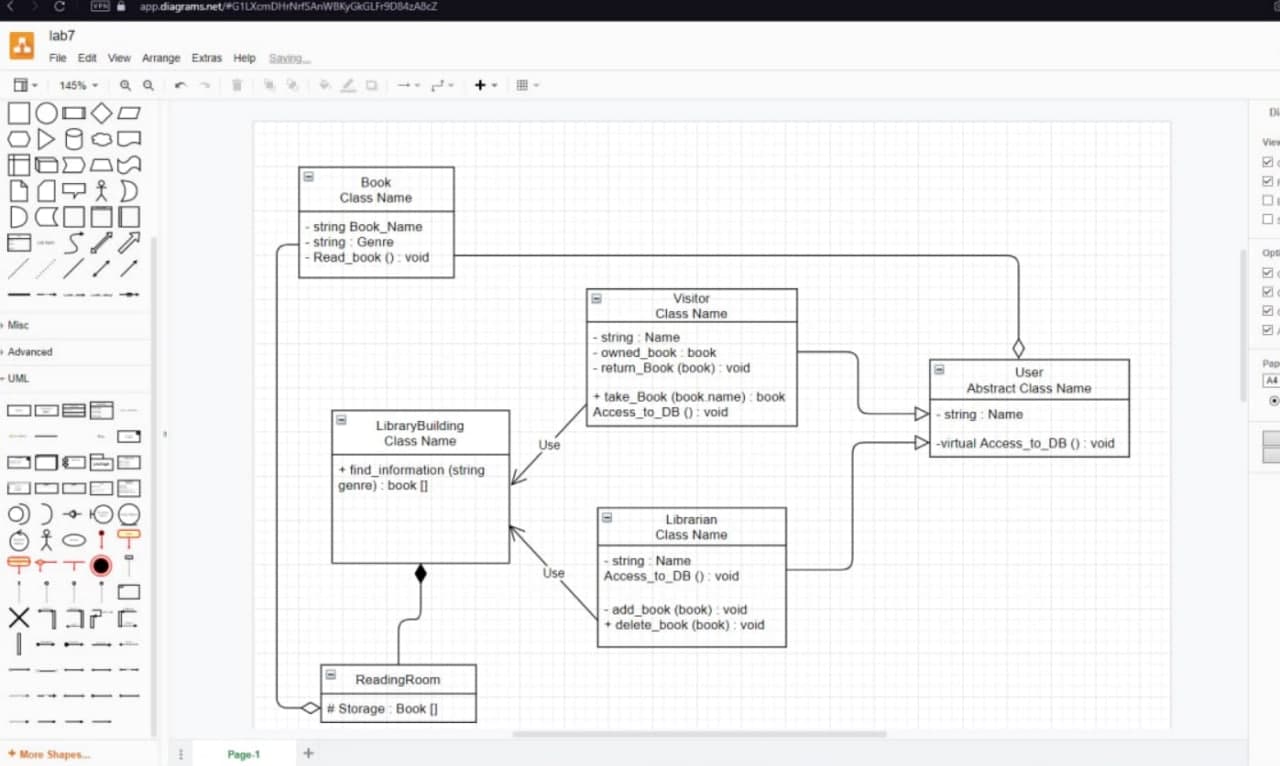 VPN app.diagrams.net/#G1LXcmDHrNrfSAnWBKyGkGLFr9D84zA8cZ
lab7
File Edit View Arrange Extras Help Saving...
145%
Misc
Advanced
UML
+ More Shapes...
Book
Class Name
- string Book_Name
- string : Genre
- Read_book () : void
Visitor
Class Name
- string : Name
- owned_book : book
- return_Book (book) : void
+ take_Book (book.name) : book
Access_to_DB () : void
User
Abstract Class Name
- string : Name
-virtual Access_to_DB () : void
LibraryBuilding
Class Name
+ find_information (string
genre) : book []
Use
Librarian
Class Name
- string : Name
Access_to_DB () : void
- add_book (book) : void
+ delete_book (book) : void
Use
ReadingRoom
# Storage : Book []
Page-1
Di
View
Opti
Pap
A4